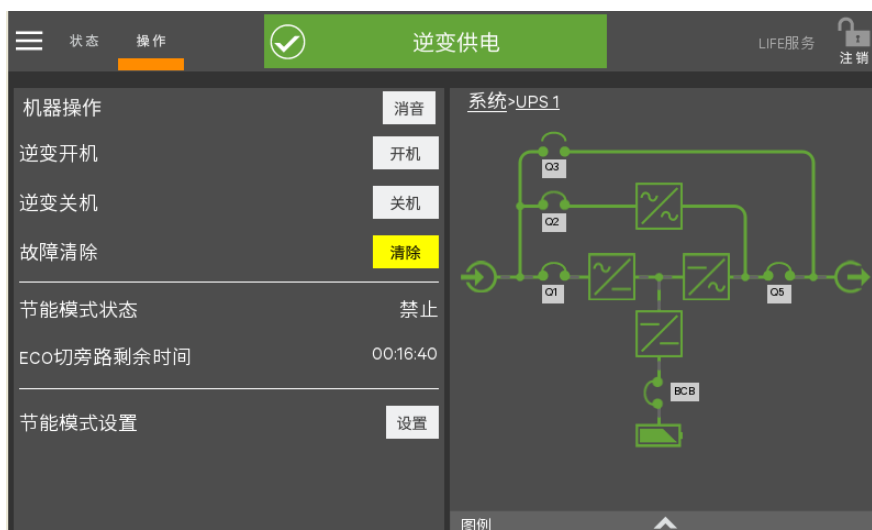 状态 操作 逆变供电 LIFE服务 注销
机器操作 消音
逆变开机 开机
逆变关机 关机
故障清除 清除
节能模式状态 禁止
ECO切旁路剩余时间 00:16:40
节能模式设置 设置
系统>UPS 1
Q3
Q2
Q1
Q5
BCB
图例